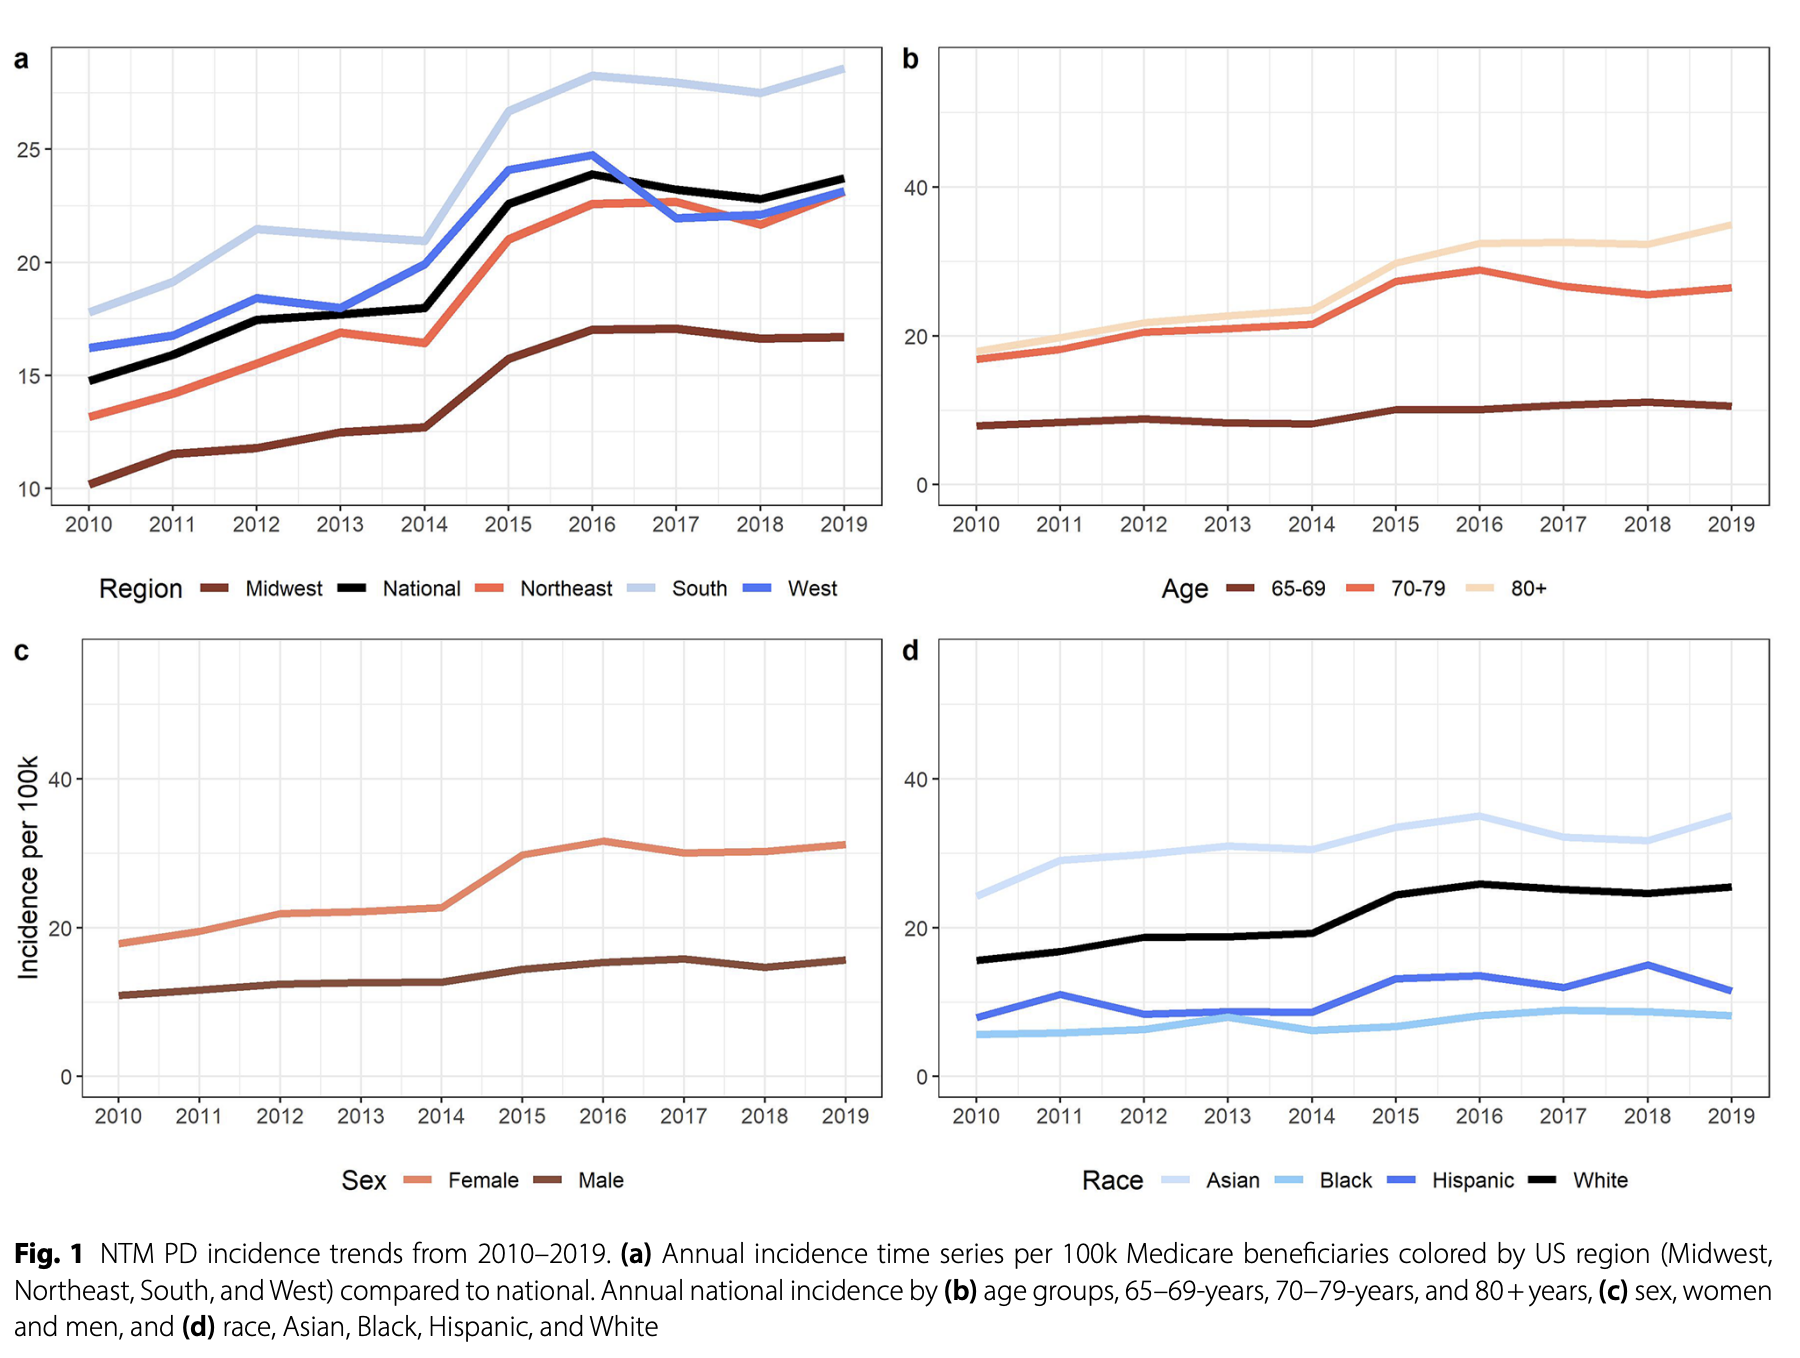 a
25
20
15
10
2010 2011 2012 2013 2014 2015 2016 2017 2018 2019
Region Midwest National Northeast South West
b
40
20
0
2010 2011 2012 2013 2014 2015 2016 2017 2018 2019
Age 65-69 70-79 80+
c
Incidence per 100k
40
20
0
2010 2011 2012 2013 2014 2015 2016 2017 2018 2019
Sex Female Male
d
40
20
0
2010 2011 2012 2013 2014 2015 2016 2017 2018 2019
Race Asian Black Hispanic White
Fig. 1 NTM PD incidence trends from 2010–2019. (a) Annual incidence time series per 100k Medicare beneficiaries colored by US region (Midwest,
Northeast, South, and West) compared to national. Annual national incidence by (b) age groups, 65–69-years, 70–79-years, and 80 + years, (c) sex, women
and men, and (d) race, Asian, Black, Hispanic, and White